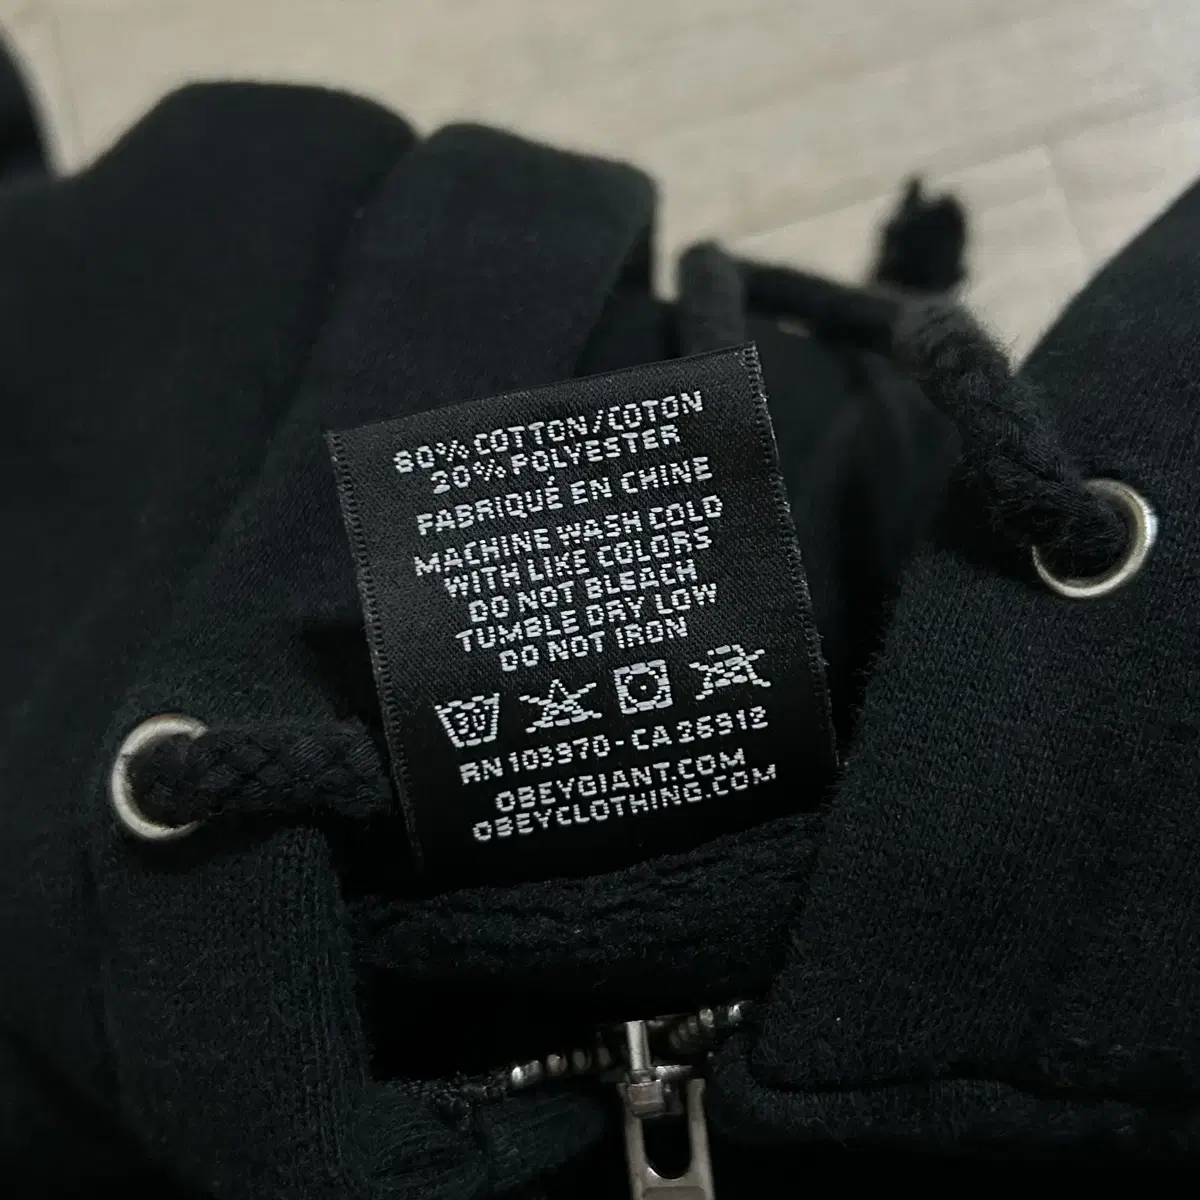 80% COTTON/COTON
20% POLYESTER
FABRIQUÉ EN CHINE
MACHINE WASH COLD
WITH LIKE COLORS
DO NOT BLEACH
TUMBLE DRY LOW
DO NOT IRON
30
RN 103970 - CA 26912
OBEYGIANT.COM
OBEYCLOTHING.COM